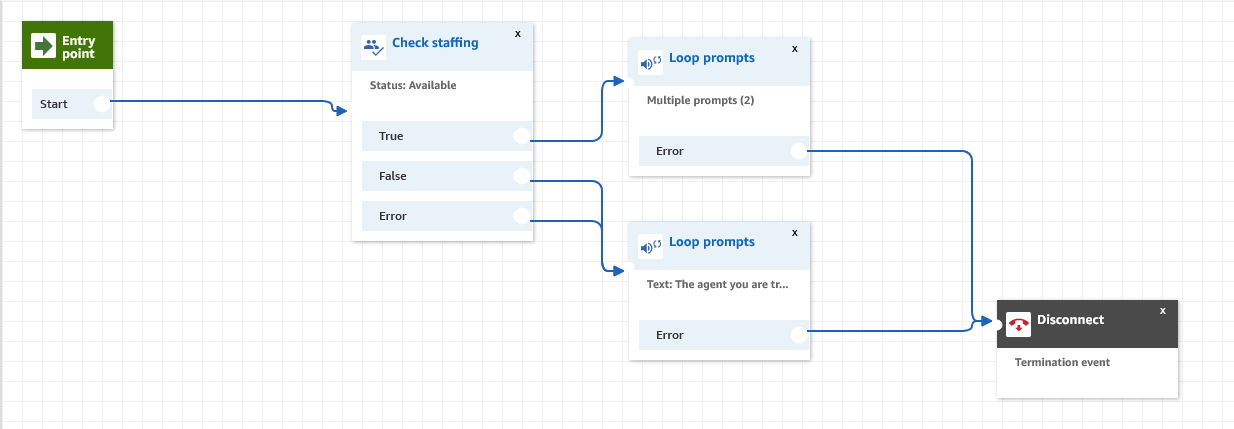 Entry
point
Start
Check staffing
x
Status: Available
True
False
Error
Loop prompts
x
Multiple prompts (2)
Error
Loop prompts
x
Text: The agent you are tr...
Error
Disconnect
x
Termination event